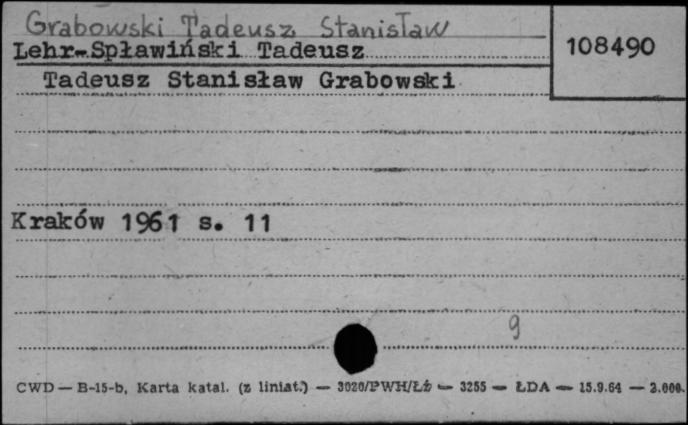 Grabowski Tadeusz Stanisław
Lehr-Spławiński Tadeusz
108490
Tadeusz Stanisław Grabowski
Kraków 1961 s. 11
9
CWD — B-15-b, Karta katal. (z liniat.) — 3020/PWH/Łż — 3255 — ŁDA — 15.9.64 — 2.000.